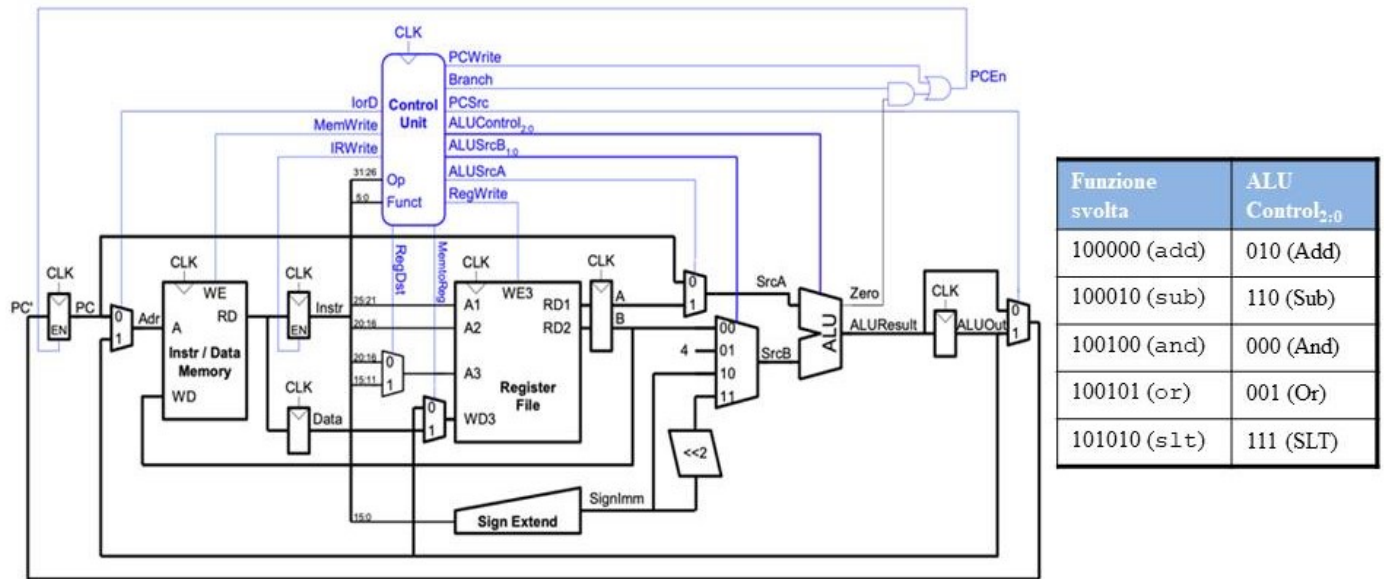 CLK
PCWrite
Branch
PCEn
IorD
Control
Unit
PCSrc
MemWrite
ALUControl2:0
IRWrite
ALUSrcB1:0
31:26
Op
ALUSrcA
5:0
Funct
RegWrite
RegDst
MemtoReg
CLK
CLK
CLK
CLK
CLK
PC'
EN
PC
0
1
Adr
WE
A
RD
Instr / Data
Memory
WD
EN
Instr
25:21
A1
WE3
RD1
A
0
1
SrcA
Zero
20:16
A2
RD2
B
00
ALU
ALUResult
CLK
ALUOut
0
1
4
01
SrcB
10
11
20:16
0
15:11
1
A3
Register
File
CLK
Data
0
1
WD3
<<2
SignImm
15:0
Sign Extend
Funzione
svolta
ALU
Control2:0
100000 (add)
010 (Add)
100010 (sub)
110 (Sub)
100100 (and)
000 (And)
100101 (or)
001 (Or)
101010 (slt)
111 (SLT)